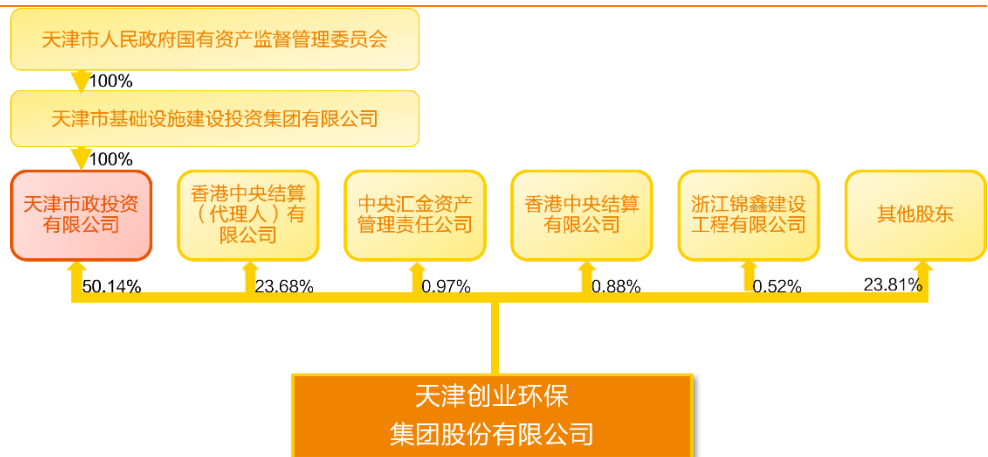 天津市人民政府国有资产监督管理委员会
100%
天津市基础设施建设投资集团有限公司
100%
天津市政投资
有限公司
香港中央结算
（代理人）有
限公司
中央汇金资产
管理责任公司
香港中央结算
有限公司
浙江锦鑫建设
工程有限公司
其他股东
50.14%
23.68%
0.97%
0.88%
0.52%
23.81%
天津创业环保
集团股份有限公司